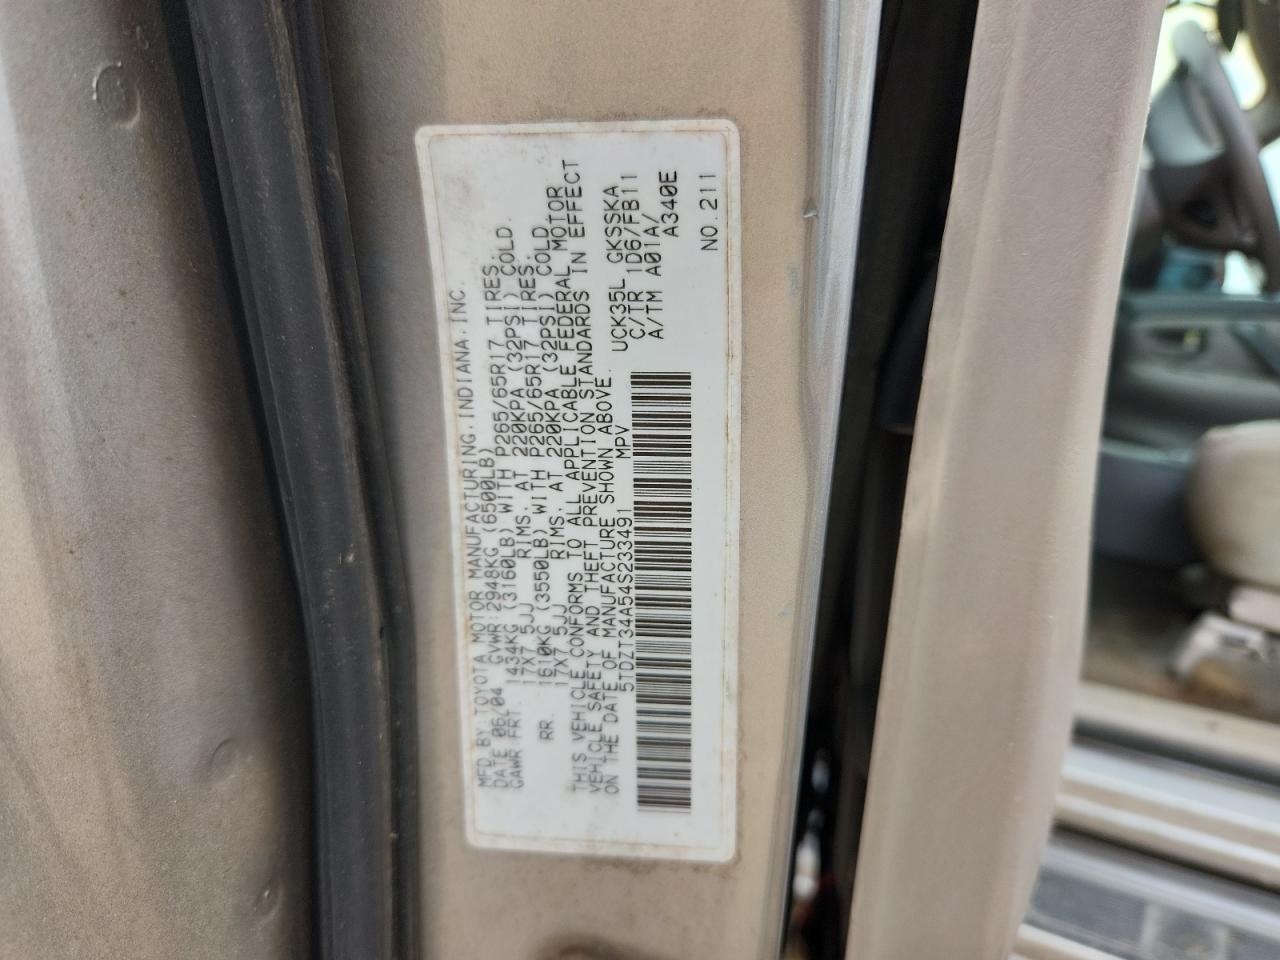 MFD BY:TOYOTA MOTOR MANUFACTURING,INDIANA,INC.
DATE 06/04 GVWR:2948KG (6500LB)
GAWR FRT. 1434KG (3160LB) WITH P265/65R17 TIRES,
17X7.5JJ RIMS, AT 220KPA (32PSI) COLD.
RR. 1610KG (3550LB) WITH P265/65R17 TIRES,
17X7.5JJ RIMS, AT 220KPA (32PSI) COLD.
THIS VEHICLE CONFORMS TO ALL APPLICABLE FEDERAL MOTOR
VEHICLE SAFETY AND THEFT PREVENTION STANDARDS IN EFFECT
ON THE DATE OF MANUFACTURE SHOWN ABOVE.
5TDZT34A54S233491 MPV
UCK35L GKSSKA
C/TR 1D6/FB11
A/TM A01A/
A340E
NO.211